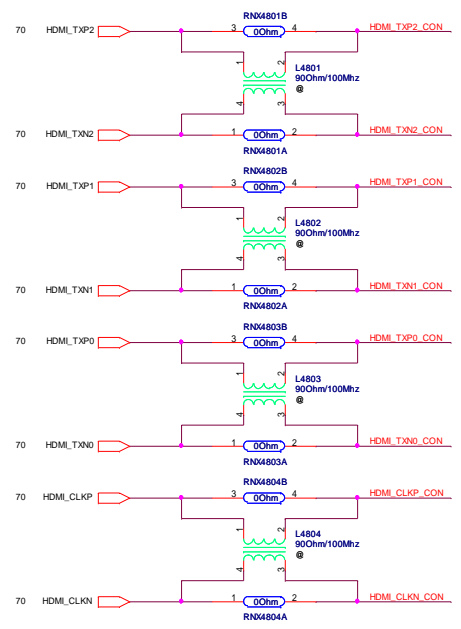 RNX4801B
70 HDMI_TXP2 3 0Ohm 4 HDMI_TXP2_CON
1 2 L4801
90Ohm/100Mhz
@
4 3
70 HDMI_TXN2 1 0Ohm 2 HDMI_TXN2_CON
RNX4801A
RNX4802B
70 HDMI_TXP1 3 0Ohm 4 HDMI_TXP1_CON
1 2 L4802
90Ohm/100Mhz
@
4 3
70 HDMI_TXN1 1 0Ohm 2 HDMI_TXN1_CON
RNX4802A
RNX4803B
70 HDMI_TXP0 3 0Ohm 4 HDMI_TXP0_CON
1 2 L4803
90Ohm/100Mhz
@
4 3
70 HDMI_TXN0 1 0Ohm 2 HDMI_TXN0_CON
RNX4803A
RNX4804B
70 HDMI_CLKP 3 0Ohm 4 HDMI_CLKP_CON
1 2 L4804
90Ohm/100Mhz
@
4 3
70 HDMI_CLKN 1 0Ohm 2 HDMI_CLKN_CON
RNX4804A